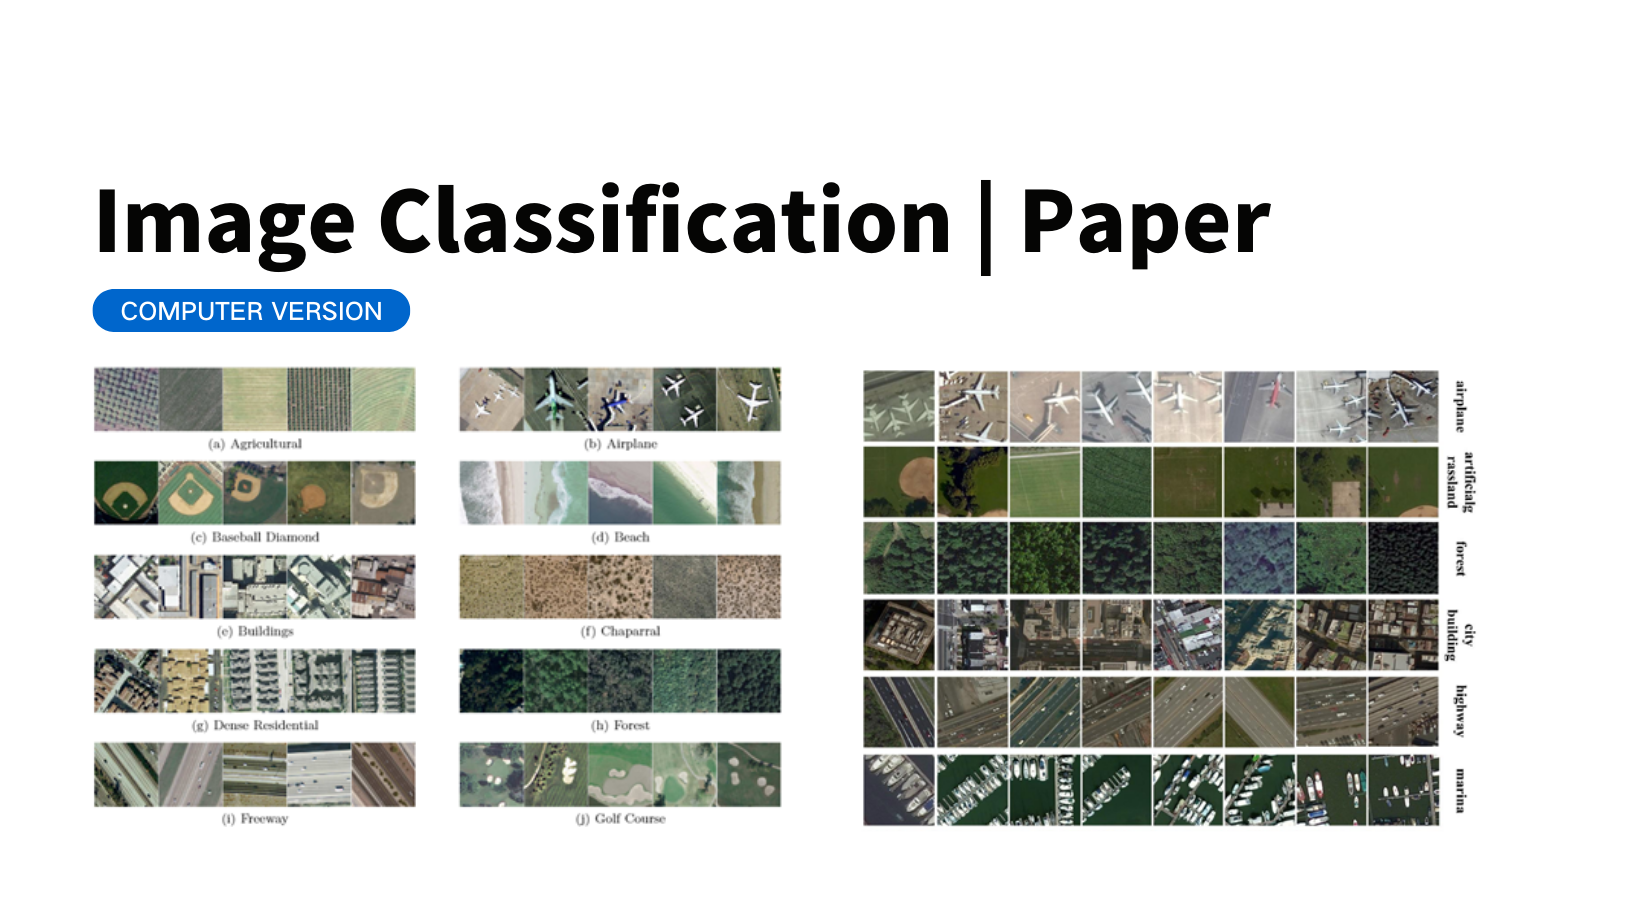 Image Classification | Paper
COMPUTER VERSION
(a) Agricultural
(b) Airplane
(c) Baseball Diamond
(d) Beach
(e) Buildings
(f) Chaparral
(g) Dense Residential
(h) Forest
(i) Freeway
(j) Golf Course
airplane
artificialg
rassland
forest
city
building
highway
marina